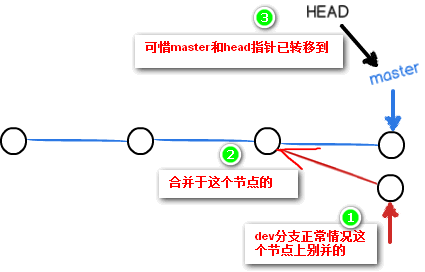 ③
HEAD
可惜master和head指针已转移到
master
②
合并于这个节点的
①
dev分支正常情况这
个节点上别并的